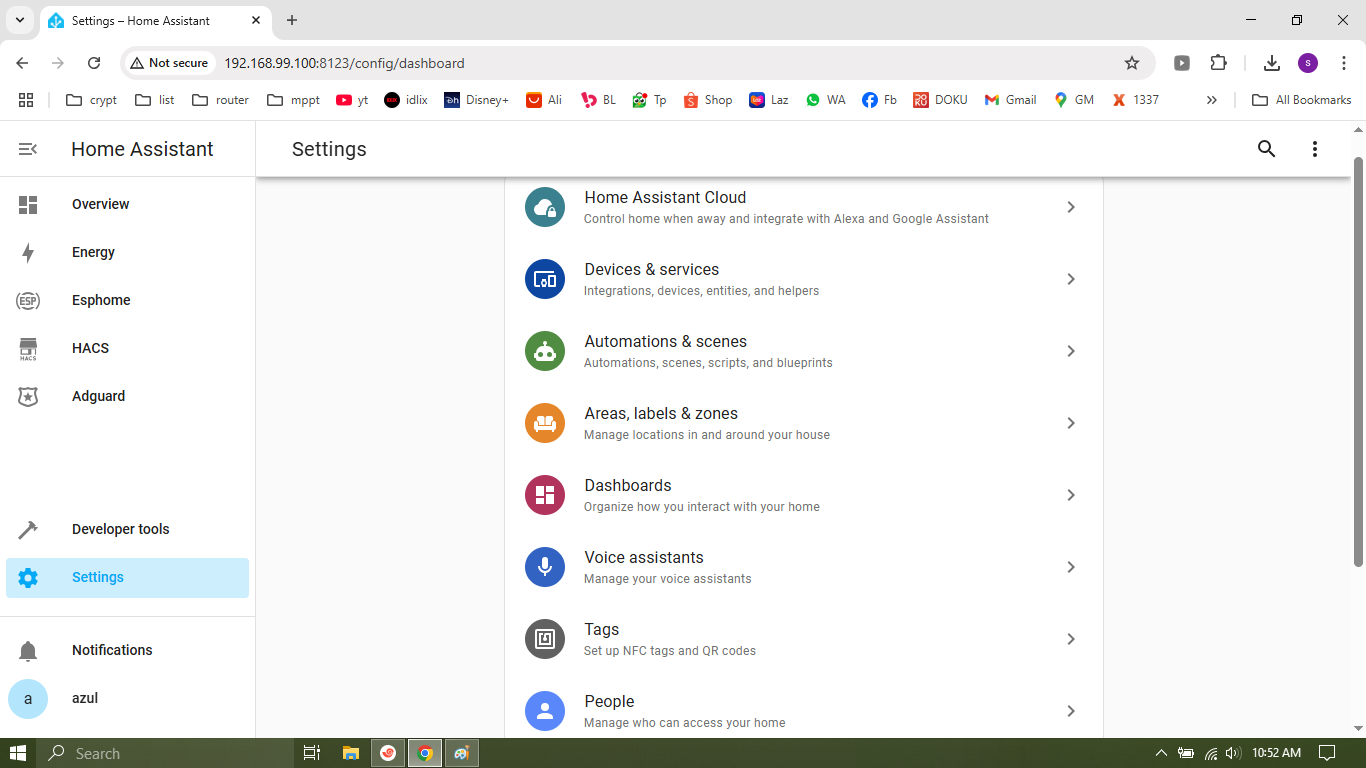 Settings – Home Assistant
Not secure
192.168.99.100:8123/config/dashboard
s
crypt
list
router
mppt
yt
idlix
Disney+
Ali
BL
Tp
Shop
Laz
WA
Fb
DOKU
Gmail
GM
1337
All Bookmarks
Home Assistant
Settings
Overview
Energy
ESP
Esphome
HACS
HACS
Adguard
Developer tools
Settings
Notifications
a
azul
Home Assistant Cloud
Control home when away and integrate with Alexa and Google Assistant
Devices & services
Integrations, devices, entities, and helpers
Automations & scenes
Automations, scenes, scripts, and blueprints
Areas, labels & zones
Manage locations in and around your house
Dashboards
Organize how you interact with your home
Voice assistants
Manage your voice assistants
Tags
Set up NFC tags and QR codes
People
Manage who can access your home
Search
10:52 AM